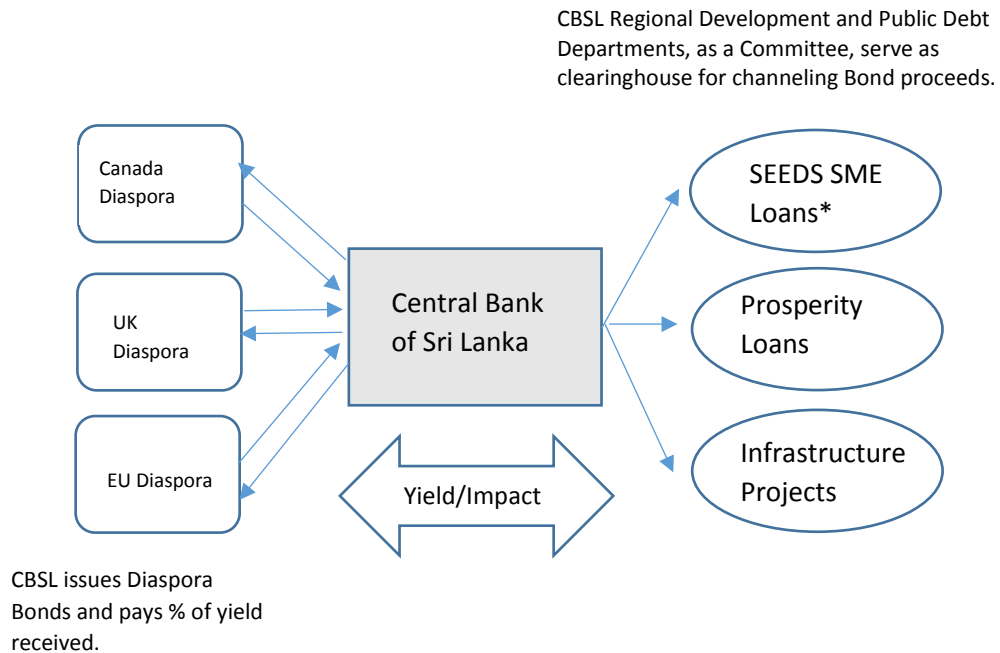 CBSL Regional Development and Public Debt
Departments, as a Committee, serve as
clearinghouse for channeling Bond proceeds.
Canada
Diaspora
UK
Diaspora
EU Diaspora
Central Bank
of Sri Lanka
Yield/Impact
SEEDS SME
Loans*
Prosperity
Loans
Infrastructure
Projects
CBSL issues Diaspora
Bonds and pays % of yield
received.